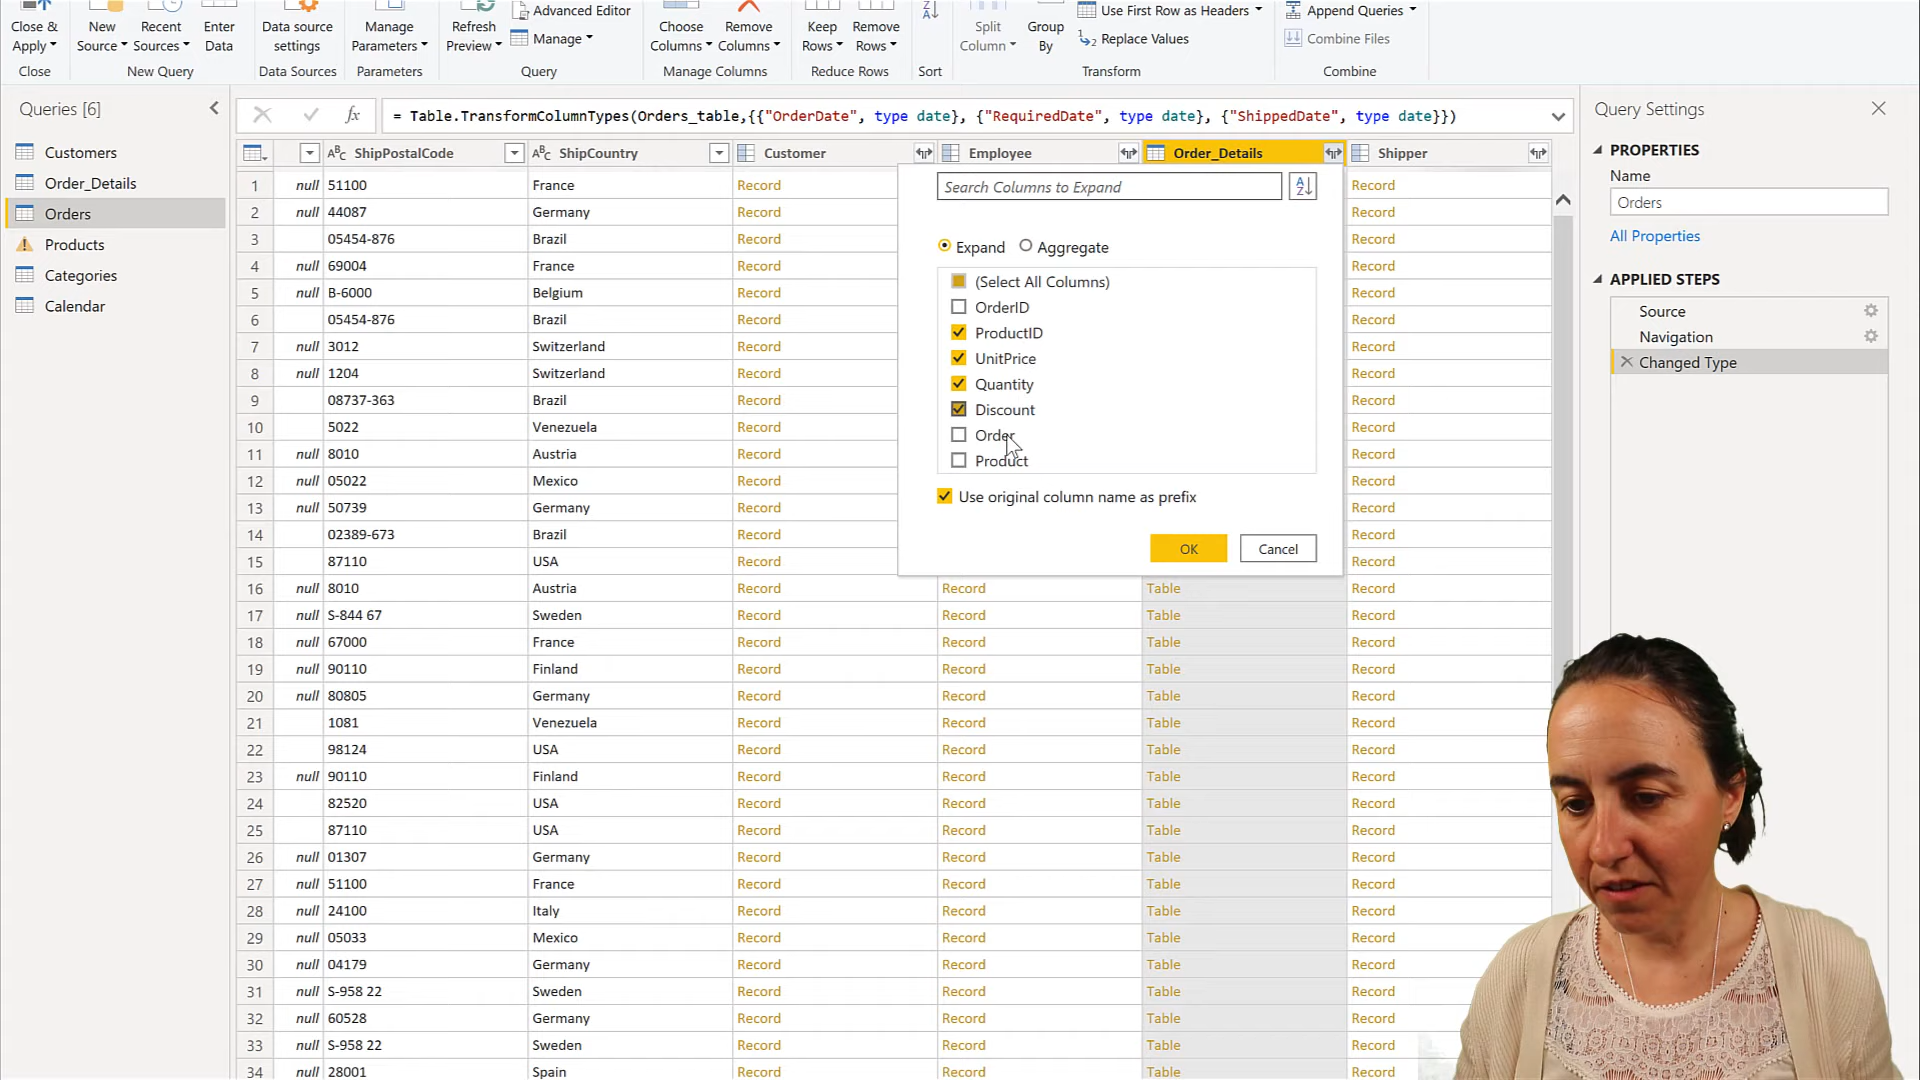 Close & Apply
New Source
Recent Sources
Enter Data
Data source settings
Manage Parameters
Refresh Preview
Advanced Editor
Manage
Choose Columns
Remove Columns
Keep Rows
Remove Rows
Split Column
Group By
Use First Row as Headers
Replace Values
Append Queries
Combine Files
Close
New Query
Data Sources
Parameters
Query
Manage Columns
Reduce Rows
Sort
Transform
Combine
Queries [6]
Customers
Order_Details
Orders
Products
Categories
Calendar
fx = Table.TransformColumnTypes(Orders_table,{{"OrderDate", type date}, {"RequiredDate", type date}, {"ShippedDate", type date}})
ShipPostalCode ShipCountry Customer Employee Order_Details Shipper
1 null 51100 France Record Record
2 null 44087 Germany Record Record
3 05454-876 Brazil Record Record
4 null 69004 France Record Record
5 null B-6000 Belgium Record Record
6 05454-876 Brazil Record Record
7 null 3012 Switzerland Record Record
8 null 1204 Switzerland Record Record
9 08737-363 Brazil Record Record
10 5022 Venezuela Record Record
11 null 8010 Austria Record Record
12 null 05022 Mexico Record Record
13 null 50739 Germany Record Record
14 02389-673 Brazil Record Record
15 87110 USA Record Record
16 null 8010 Austria Record Record Table Record
17 null S-844 67 Sweden Record Record Table Record
18 null 67000 France Record Record Table Record
19 null 90110 Finland Record Record Table Record
20 null 80805 Germany Record Record Table Record
21 1081 Venezuela Record Record Table Record
22 98124 USA Record Record Table Record
23 null 90110 Finland Record Record Table Record
24 82520 USA Record Record Table Record
25 87110 USA Record Record Table Record
26 null 01307 Germany Record Record Table Record
27 null 51100 France Record Record Table Record
28 null 24100 Italy Record Record Table Record
29 null 05033 Mexico Record Record Table Record
30 null 04179 Germany Record Record Table Record
31 null S-958 22 Sweden Record Record Table Record
32 null 60528 Germany Record Record Table Record
33 null S-958 22 Sweden Record Record Table Record
34 null 28001 Spain Record Record Table Record
Search Columns to Expand
Expand Aggregate
(Select All Columns)
OrderID
ProductID
UnitPrice
Quantity
Discount
Order
Product
Use original column name as prefix
OK Cancel
Query Settings
PROPERTIES
Name
Orders
All Properties
APPLIED STEPS
Source
Navigation
Changed Type